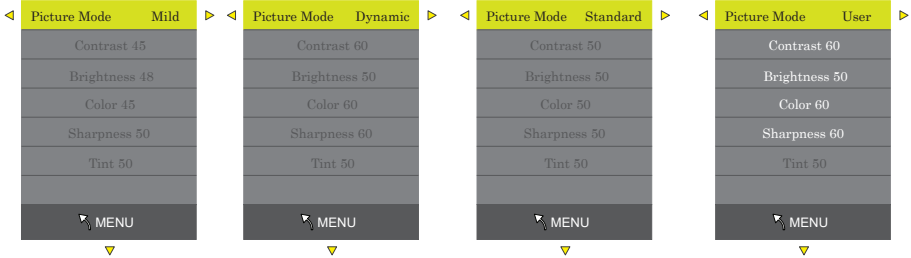 Picture Mode Mild
Contrast 45
Brightness 48
Color 45
Sharpness 50
Tint 50
MENU
Picture Mode Dynamic
Contrast 60
Brightness 50
Color 60
Sharpness 60
Tint 50
MENU
Picture Mode Standard
Contrast 50
Brightness 50
Color 50
Sharpness 50
Tint 50
MENU
Picture Mode User
Contrast 60
Brightness 50
Color 60
Sharpness 60
Tint 50
MENU